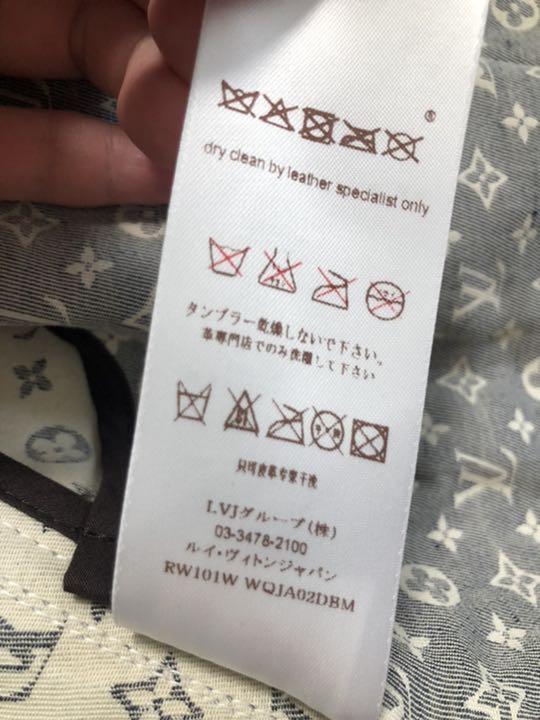 ®
dry clean by leather specialist only
タンブラー乾燥しないで下さい。
革専門店でのみ洗濯して下さい
只可皮革专家干洗
LVJグループ(株)
03-3478-2100
ルイ・ヴィトンジャパン
RW101W WQJA02DBM